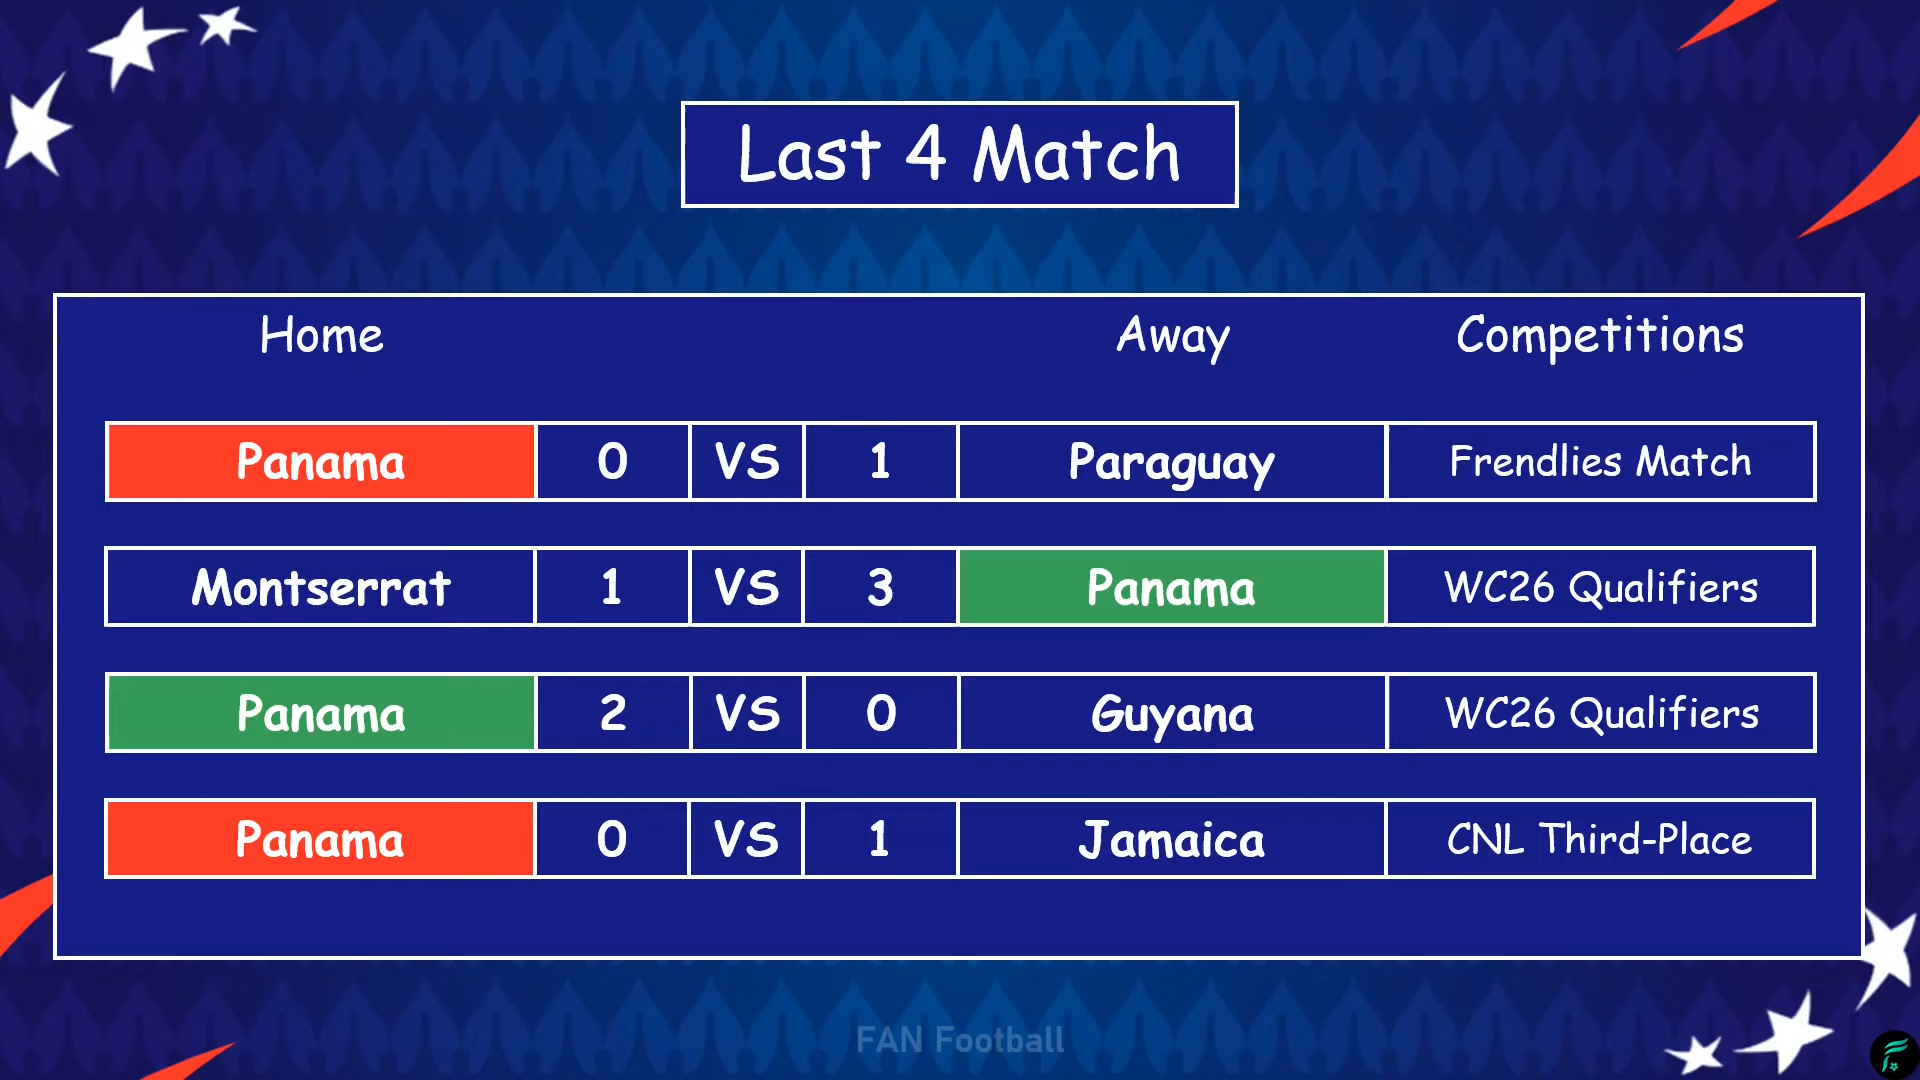 Last 4 Match
Home Away Competitions
Panama 0 VS 1 Paraguay Frendlies Match
Montserrat 1 VS 3 Panama WC26 Qualifiers
Panama 2 VS 0 Guyana WC26 Qualifiers
Panama 0 VS 1 Jamaica CNL Third-Place
FAN Football